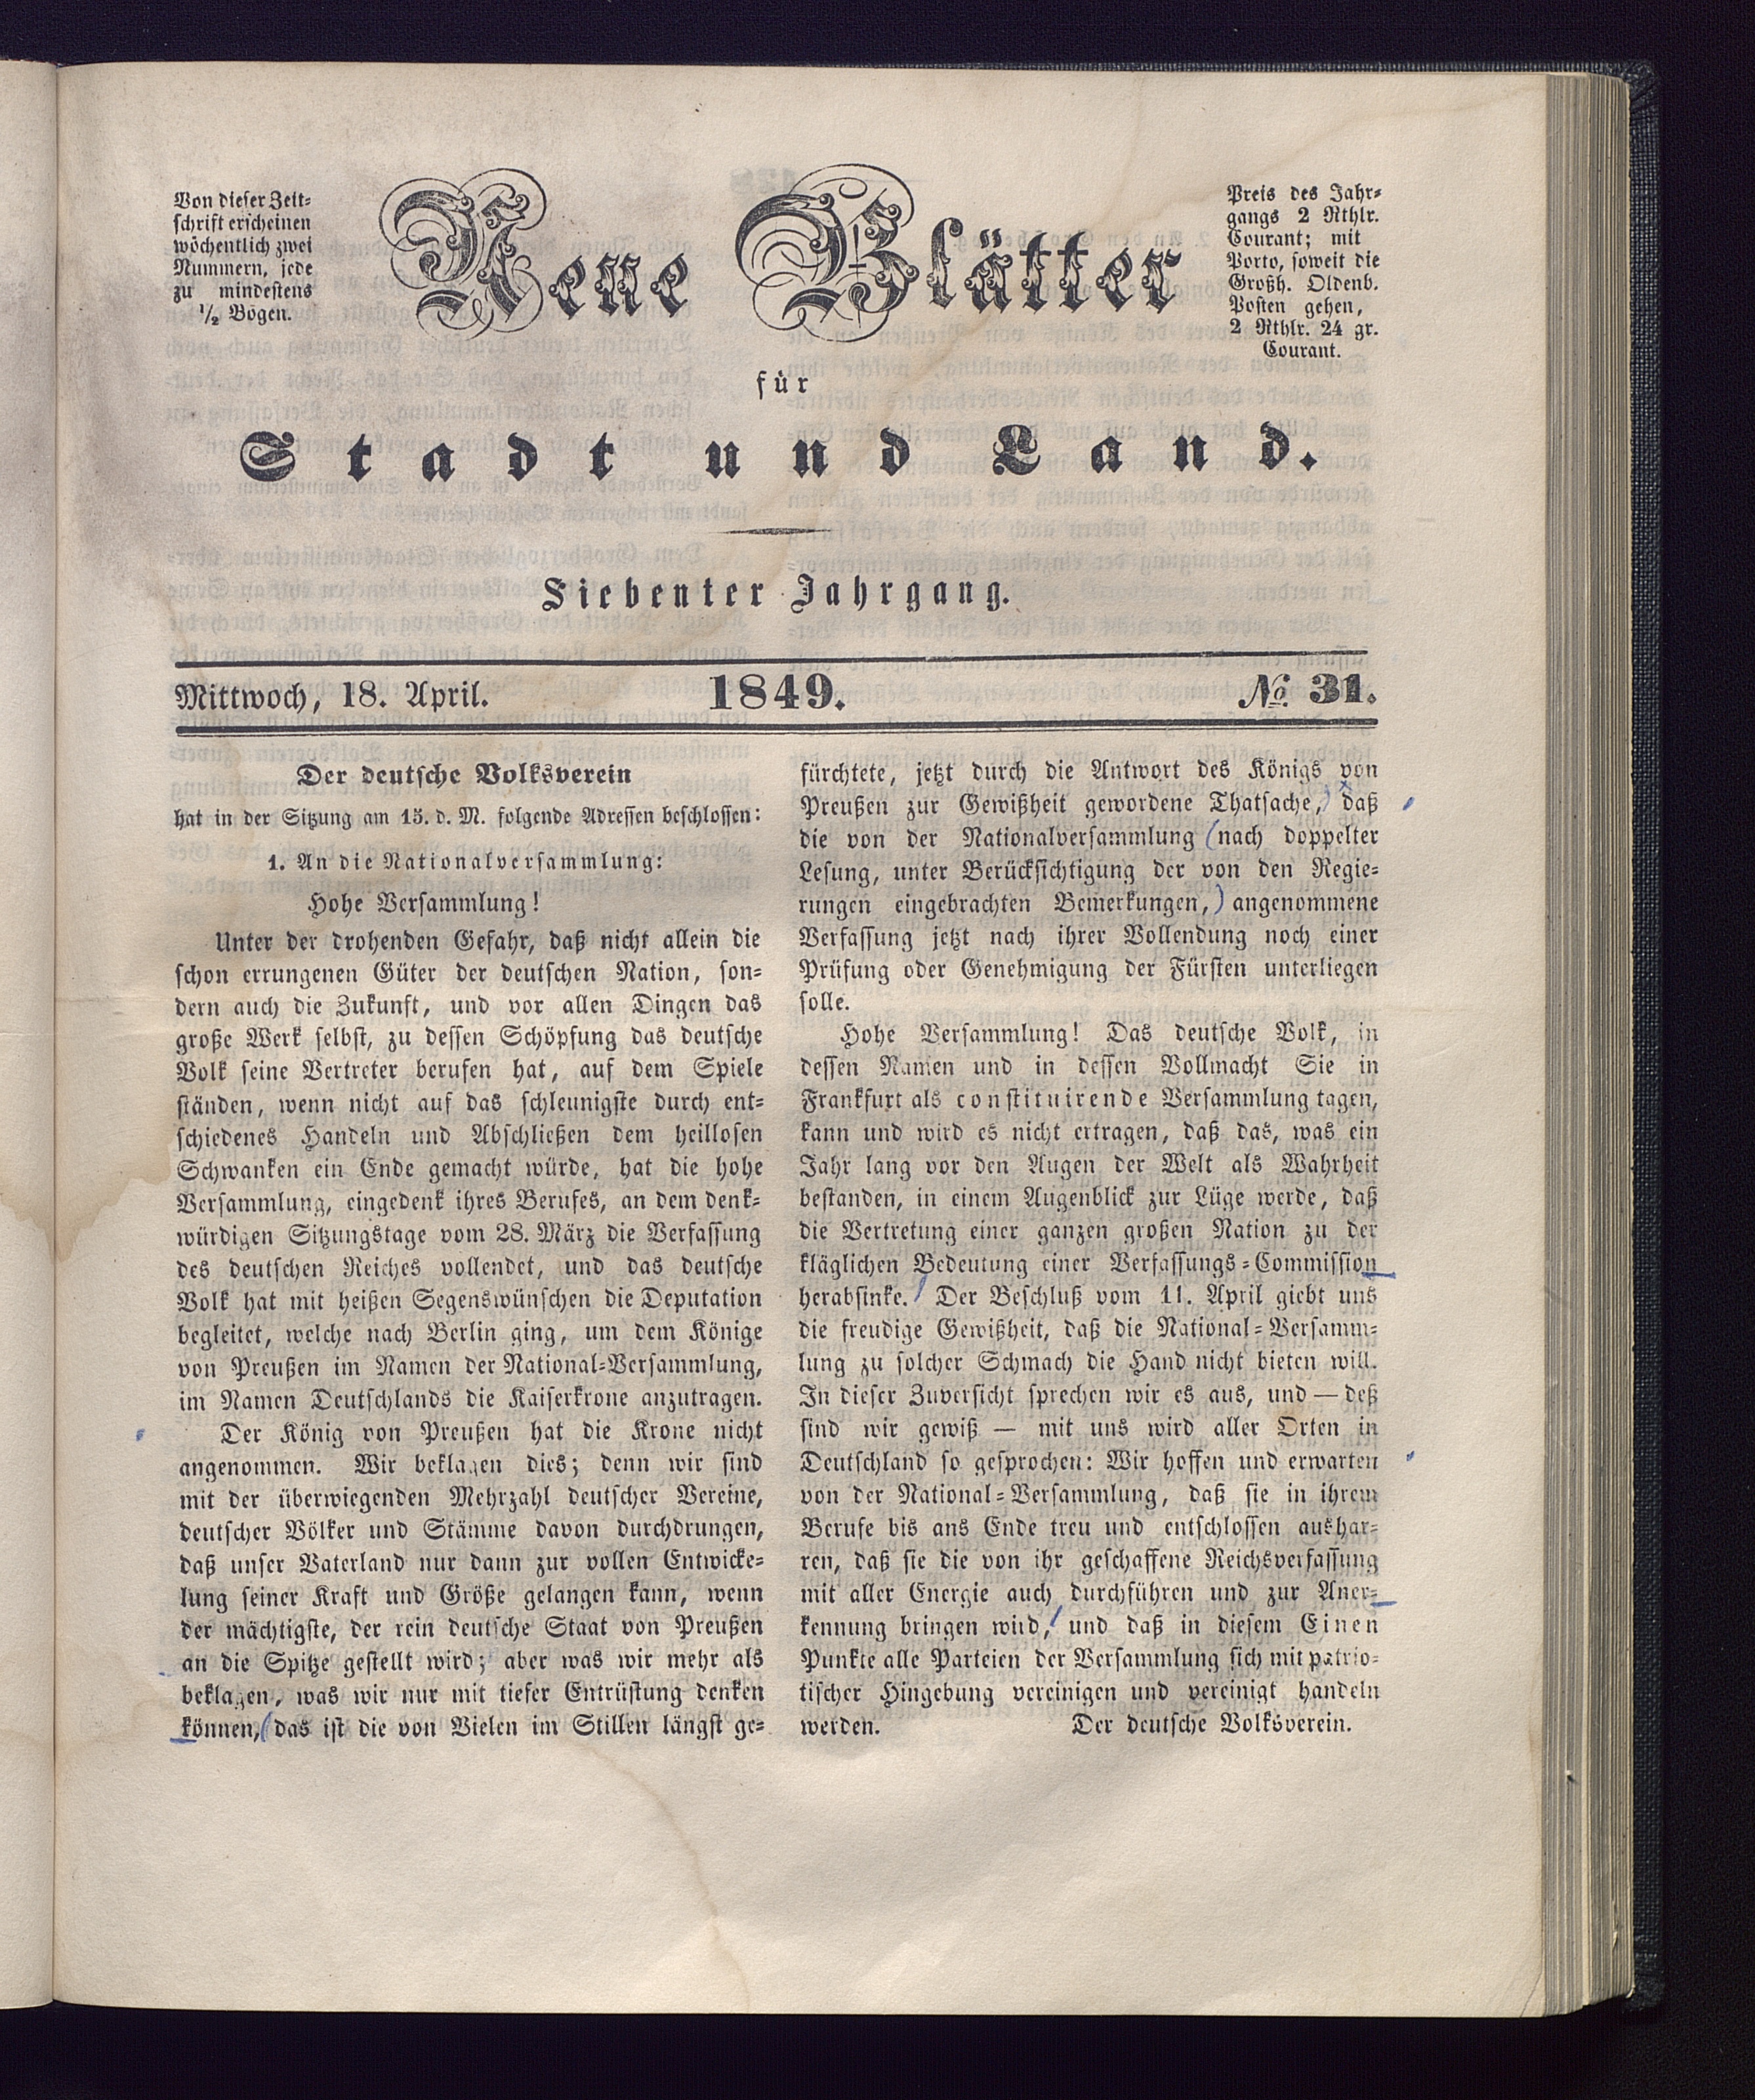 Von dieser Zeit-
schrift erscheinen
wöchentlich zwei
Nummern, jede
zu mindestens
1/2 Bogen.
Neue Blätter
Preis des Jahr-
gangs 2 Rthlr.
Courant; mit
Porto, soweit die
Großh. Oldenb.
Posten gehen,
2 Rthlr. 24 gr.
Courant.
für
Stadt und Land.
Siebenter Jahrgang.
Mittwoch, 18. April. 1849. № 31.
Der deutsche Volksverein
hat in der Sitzung am 15. d. M. folgende Adressen beschlossen:
1. An die Nationalversammlung:
Hohe Versammlung!
Unter der drohenden Gefahr, daß nicht allein die
schon errungenen Güter der deutschen Nation, son-
dern auch die Zukunft, und vor allen Dingen das
große Werk selbst, zu dessen Schöpfung das deutsche
Volk seine Vertreter berufen hat, auf dem Spiele
ständen, wenn nicht auf das schleunigste durch ent-
schiedenes Handeln und Abschließen dem heillosen
Schwanken ein Ende gemacht würde, hat die hohe
Versammlung, eingedenk ihres Berufes, an dem denk-
würdigen Sitzungstage vom 28. März die Verfassung
des deutschen Reiches vollendet, und das deutsche
Volk hat mit heißen Segenswünschen die Deputation
begleitet, welche nach Berlin ging, um dem Könige
von Preußen im Namen der National-Versammlung,
im Namen Deutschlands die Kaiserkrone anzutragen.
Der König von Preußen hat die Krone nicht
angenommen. Wir beklagen dies; denn wir sind
mit der überwiegenden Mehrzahl deutscher Vereine,
deutscher Völker und Stämme davon durchdrungen,
daß unser Vaterland nur dann zur vollen Entwicke-
lung seiner Kraft und Größe gelangen kann, wenn
der mächtigste, der rein deutsche Staat von Preußen
an die Spitze gestellt wird; aber was wir mehr als
beklagen, was wir nur mit tiefer Entrüstung denken
können, das ist die von Vielen im Stillen längst ge-
fürchtete, jetzt durch die Antwort des Königs von
Preußen zur Gewißheit gewordene Thatsache, daß
die von der Nationalversammlung (nach doppelter
Lesung, unter Berücksichtigung der von den Regie-
rungen eingebrachten Bemerkungen,) angenommene
Verfassung jetzt nach ihrer Vollendung noch einer
Prüfung oder Genehmigung der Fürsten unterliegen
solle.
Hohe Versammlung! Das deutsche Volk, in
dessen Namen und in dessen Vollmacht Sie in
Frankfurt als constituirende Versammlung tagen,
kann und wird es nicht ertragen, daß das, was ein
Jahr lang vor den Augen der Welt als Wahrheit
bestanden, in einem Augenblick zur Lüge werde, daß
die Vertretung einer ganzen großen Nation zu der
kläglichen Bedeutung einer Verfassungs-Commission
herabsinke. Der Beschluß vom 11. April giebt uns
die freudige Gewißheit, daß die National-Versamm-
lung zu solcher Schmach die Hand nicht bieten will.
In dieser Zuversicht sprechen wir es aus, und — deß
sind wir gewiß — mit uns wird aller Orten in
Deutschland so gesprochen: Wir hoffen und erwarten
von der National-Versammlung, daß sie in ihrem
Berufe bis ans Ende treu und entschlossen aushar-
ren, daß sie die von ihr geschaffene Reichsverfassung
mit aller Energie auch durchführen und zur Aner-
kennung bringen wird, und daß in diesem Einen
Punkte alle Parteien der Versammlung sich mit patrio-
tischer Hingebung vereinigen und vereinigt handeln
werden. Der deutsche Volksverein.